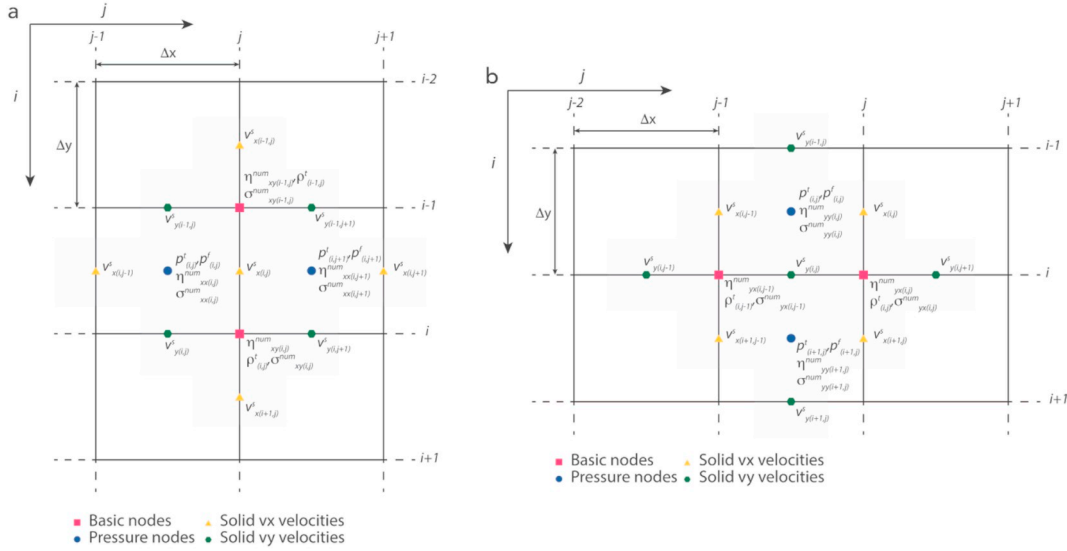 a
j
j-1 j j+1
Δx
i-2
i
Δy
v^s_x(i-1,j)
η^num_xy(i-1,j), ρ^t_(i-1,j)
σ^num_xy(i-1,j)
i-1
v^s_y(i-1,j) v^s_y(i-1,j+1)
p^t_(i,j), p^f_(i,j) p^t_(i,j+1), p^f_(i,j+1)
v^s_x(i,j-1) v^s_x(i,j) v^s_x(i,j+1)
η^num_xx(i,j) η^num_xx(i,j+1)
σ^num_xx(i,j) σ^num_xx(i,j+1)
i
v^s_y(i,j) v^s_y(i,j+1)
η^num_xy(i,j)
ρ^t_(i,j), σ^num_xy(i,j)
v^s_x(i+1,j)
i+1
Basic nodes Solid vx velocities
Pressure nodes Solid vy velocities
b
j
j-2 j-1 j j+1
Δx
v^s_y(i-1,j)
i-1
i
Δy
p^t_(i,j), p^f_(i,j)
v^s_x(i,j-1) v^s_x(i,j)
η^num_yy(i,j)
σ^num_yy(i,j)
v^s_y(i,j-1) v^s_y(i,j) v^s_y(i,j+1)
i
η^num_yx(i,j-1) η^num_yx(i,j)
ρ^t_(i,j-1), σ^num_yx(i,j-1) ρ^t_(i,j), σ^num_yx(i,j)
v^s_x(i+1,j-1) v^s_x(i+1,j)
p^t_(i+1,j), p^f_(i+1,j)
η^num_yy(i+1,j)
σ^num_yy(i+1,j)
i+1
v^s_y(i+1,j)
Basic nodes Solid vx velocities
Pressure nodes Solid vy velocities